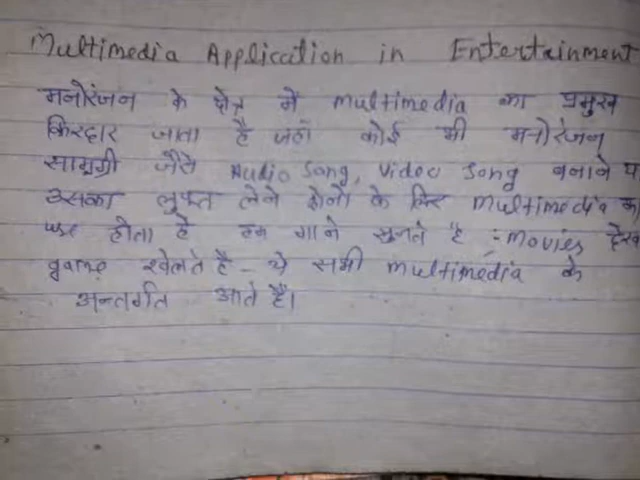 Multimedia Application in Entertainment
मनोरंजन के क्षेत्र में multimedia का प्रमुख
किरदार जाता है जहाँ कोई भी मनोरंजन
सामग्री जैसे Audio song, Video song बनाने य
उसका लुफ्त लेने दोनों के लिए multimedia का
use होता है हम गाने सुनते है, movies देख
game खेलते है - ये सभी multimedia के
अन्तर्गत आते है।